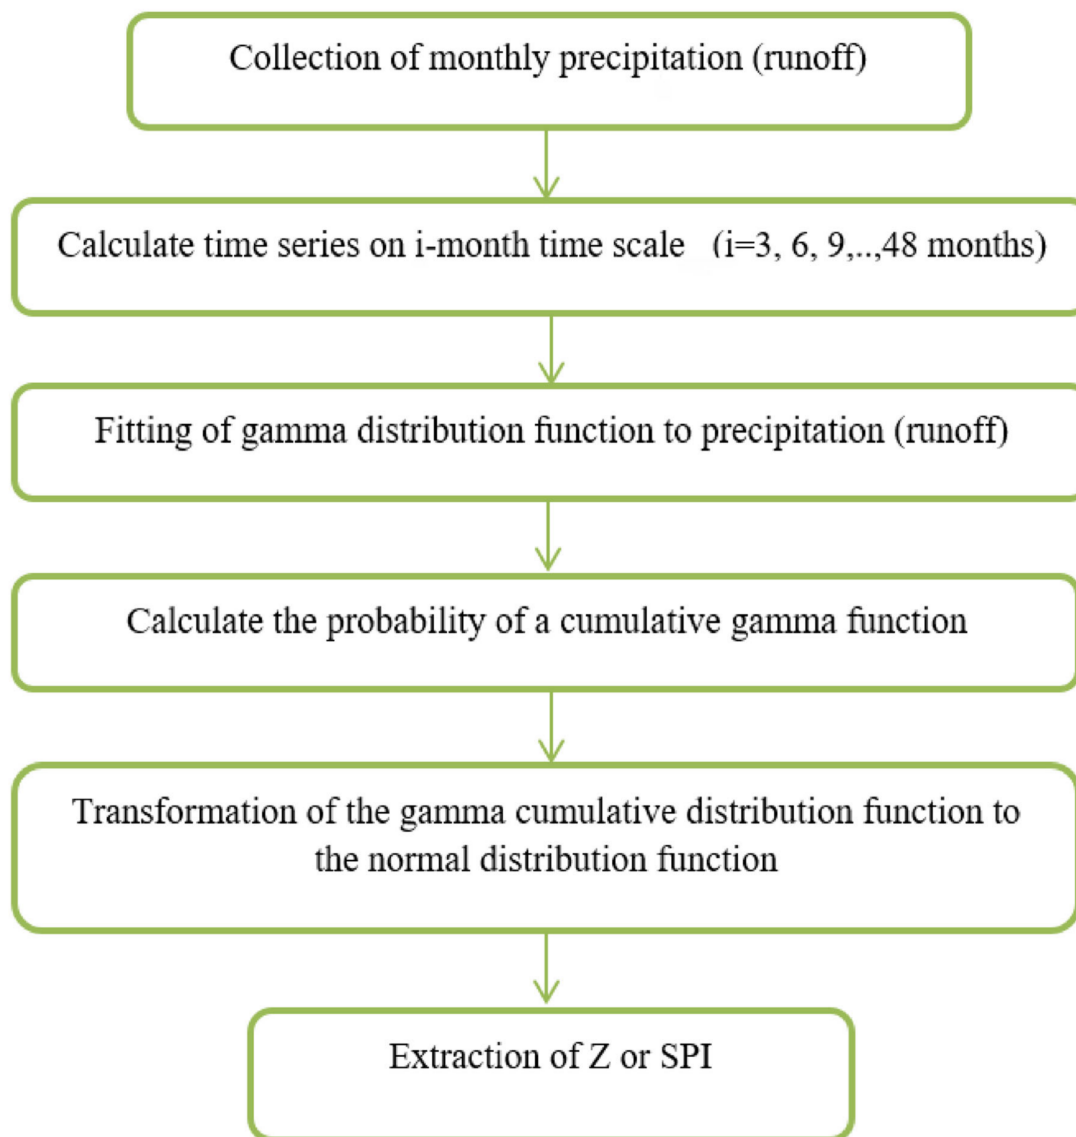 Collection of monthly precipitation (runoff)
Calculate time series on i-month time scale (i=3, 6, 9,..,48 months)
Fitting of gamma distribution function to precipitation (runoff)
Calculate the probability of a cumulative gamma function
Transformation of the gamma cumulative distribution function to
the normal distribution function
Extraction of Z or SPI